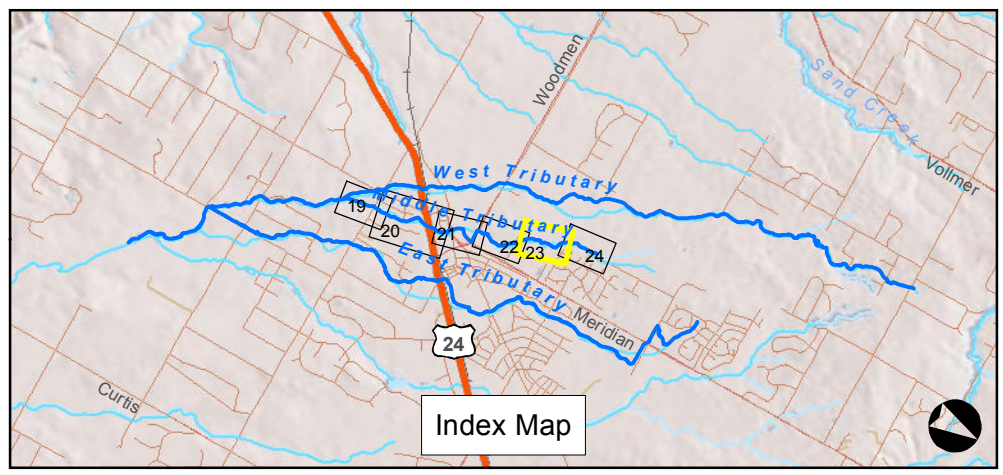 Woodmen
Sand Creek
Vollmer
West Tributary
Middle Tributary
19
20
21
22
23
24
East Tributary
Meridian
24
Curtis
Index Map